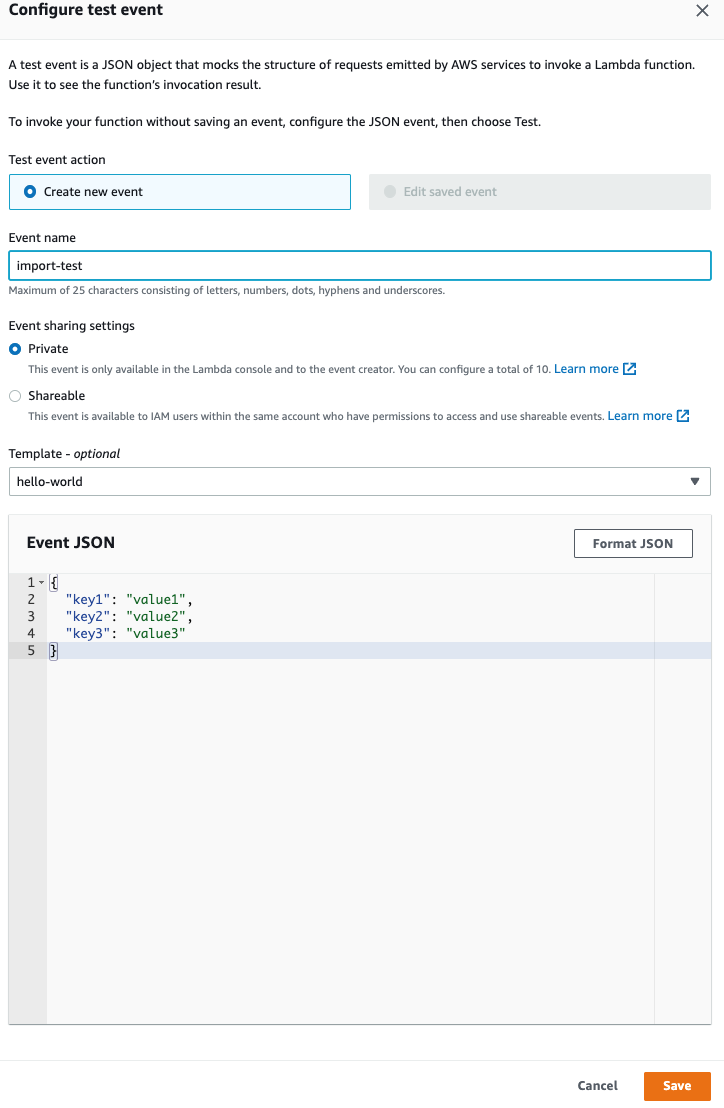 Configure test event
A test event is a JSON object that mocks the structure of requests emitted by AWS services to invoke a Lambda function.
Use it to see the function's invocation result.
To invoke your function without saving an event, configure the JSON event, then choose Test.
Test event action
Create new event
Edit saved event
Event name
import-test
Maximum of 25 characters consisting of letters, numbers, dots, hyphens and underscores.
Event sharing settings
Private
This event is only available in the Lambda console and to the event creator. You can configure a total of 10. Learn more
Shareable
This event is available to IAM users within the same account who have permissions to access and use shareable events. Learn more
Template - optional
hello-world
Event JSON
Format JSON
1 {
2 "key1": "value1",
3 "key2": "value2",
4 "key3": "value3"
5 }
Cancel
Save